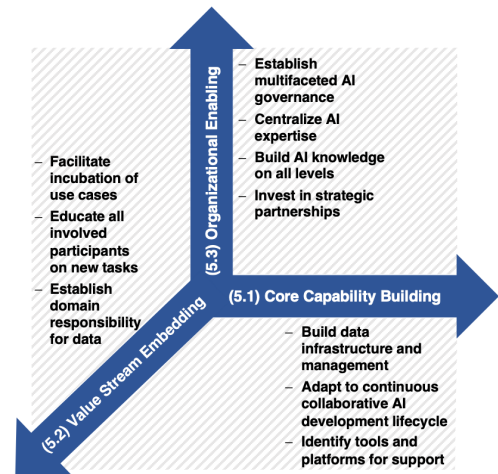 (5.3) Organizational Enabling
– Establish
multifaceted AI
governance
– Centralize AI
expertise
– Build AI knowledge
on all levels
– Invest in strategic
partnerships
– Facilitate
incubation of
use cases
– Educate all
involved
participants
on new tasks
– Establish
domain
responsibility
for data
(5.2) Value Stream Embedding
(5.1) Core Capability Building
– Build data
infrastructure and
management
– Adapt to continuous
collaborative AI
development lifecycle
– Identify tools and
platforms for support